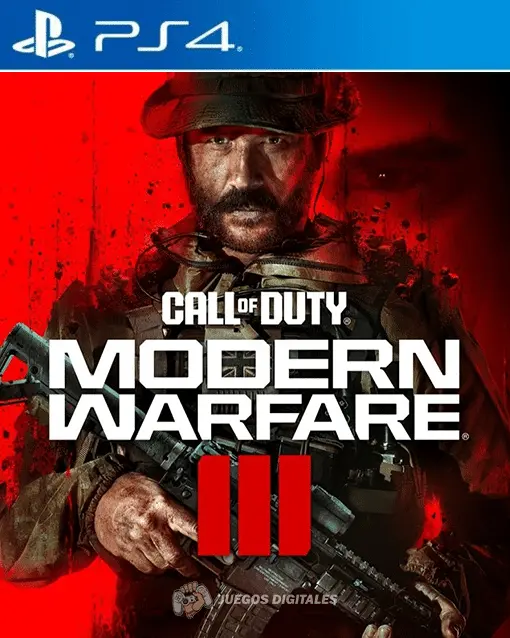 PS4
CALL OF DUTY®
MODERN
WARFARE®
III
JUEGOS DIGITALES